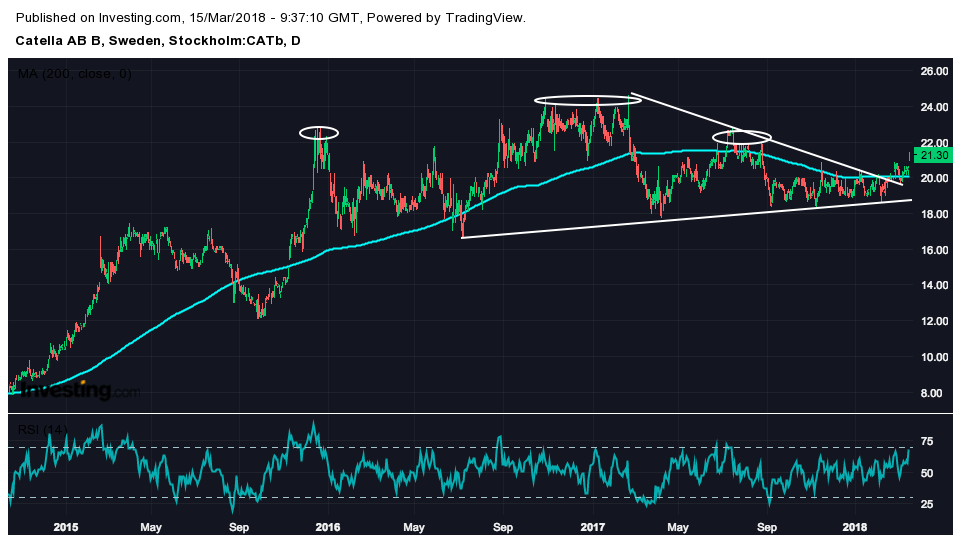 Published on Investing.com, 15/Mar/2018 - 9:37:10 GMT, Powered by TradingView.
Catella AB B, Sweden, Stockholm:CATb, D
MA (200, close, 0)
26.00
24.00
22.00
21.30
20.00
18.00
16.00
14.00
12.00
10.00
8.00
Investing.com
RSI (14)
75
50
25
2015 May Sep 2016 May Sep 2017 May Sep 2018